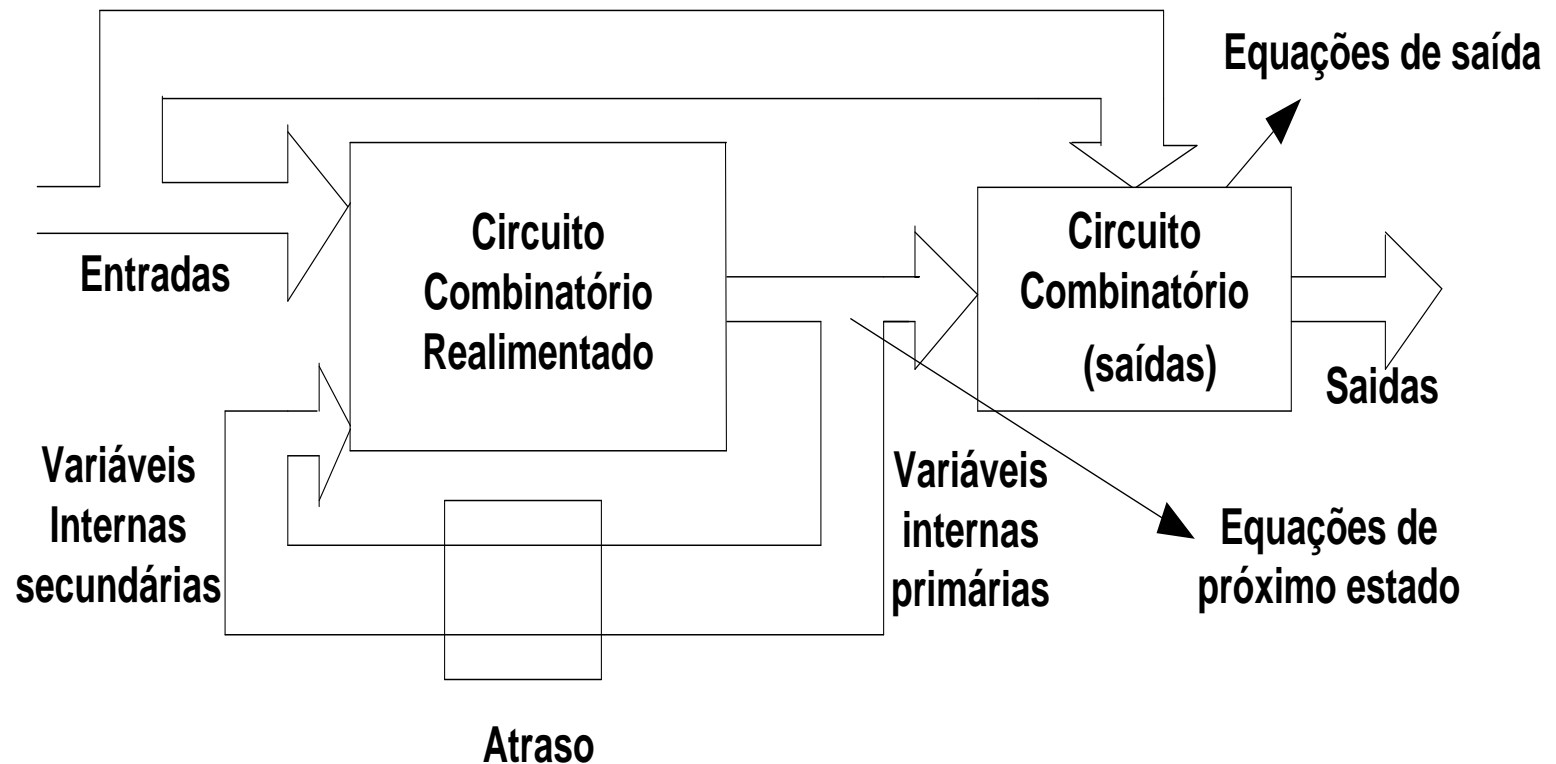 Equações de saída
Entradas
Circuito
Combinatório
Realimentado
Circuito
Combinatório
(saídas)
Saidas
Variáveis
Internas
secundárias
Variáveis
internas
primárias
Equações de
próximo estado
Atraso